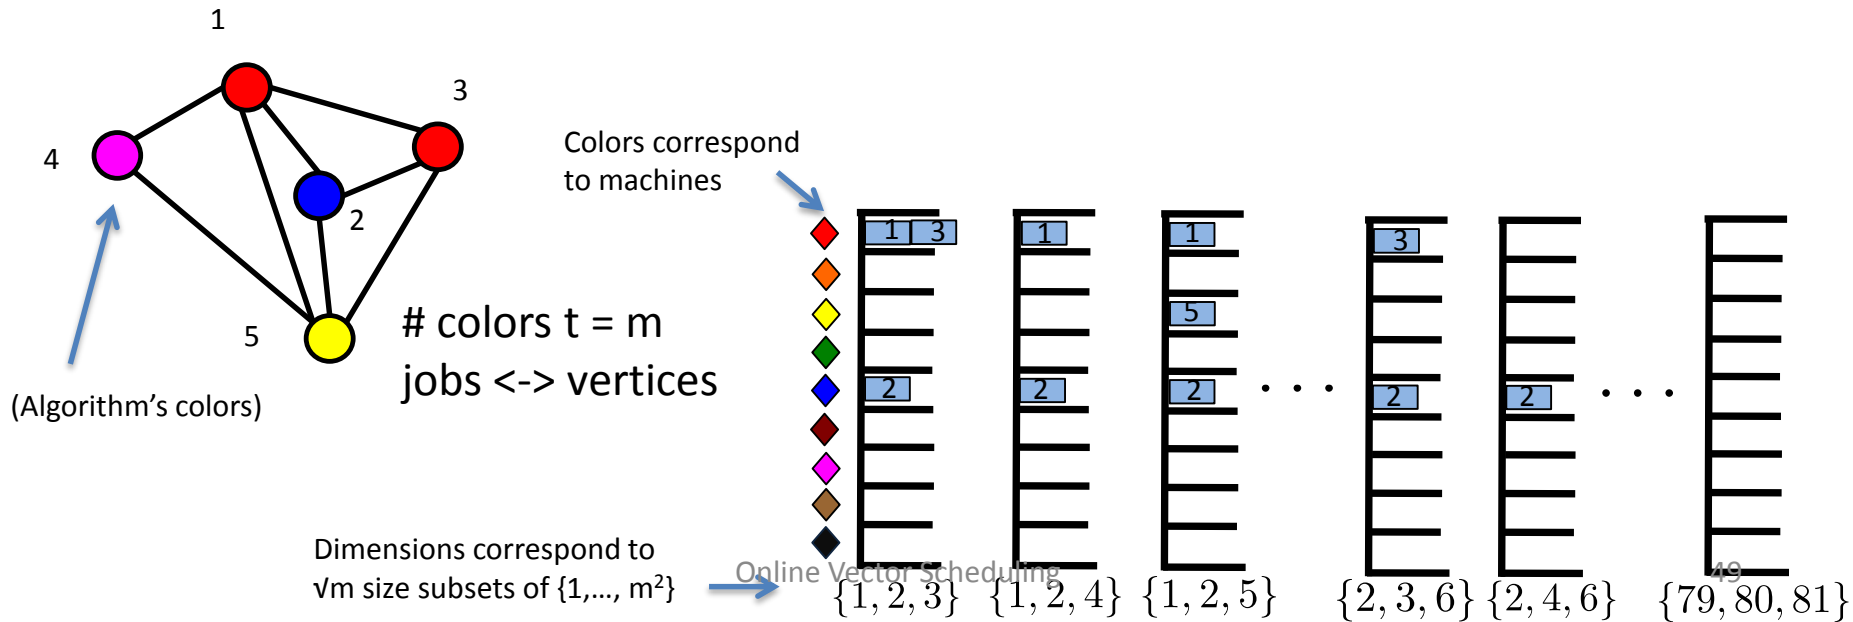 1
3
4
2
5
(Algorithm's colors)
# colors t = m
jobs <-> vertices
Colors correspond
to machines
1 3 1 1 3
5
2 2 2 . . . 2 2 . . .
Dimensions correspond to
√m size subsets of {1,..., m²}
Online Vector Scheduling
49
{1, 2, 3} {1, 2, 4} {1, 2, 5} {2, 3, 6} {2, 4, 6} {79, 80, 81}